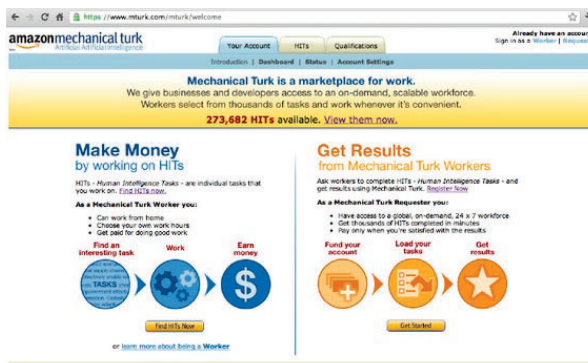 https://www.mturk.com/mturk/welcome
amazonmechanical turk
Artificial Artificial Intelligence
Your Account
HITs
Qualifications
Already have an account?
Sign in as a Worker | Reques
Introduction | Dashboard | Status | Account Settings
Mechanical Turk is a marketplace for work.
We give businesses and developers access to an on-demand, scalable workforce.
Workers select from thousands of tasks and work whenever it's convenient.
273,682 HITs available. View them now.
Make Money
by working on HITs
HITs - Human Intelligence Tasks - are individual tasks that
you work on. Find HITs now.
As a Mechanical Turk Worker you:
• Can work from home
• Choose your own work hours
• Get paid for doing good work
Find an
interesting task
Work
Earn
money
TASKS
$
Find HITs Now
or learn more about being a Worker
Get Results
from Mechanical Turk Workers
Ask workers to complete HITs - Human Intelligence Tasks - and
get results using Mechanical Turk. Register Now
As a Mechanical Turk Requester you:
• Have access to a global, on-demand, 24 x 7 workforce
• Get thousands of HITs completed in minutes
• Pay only when you're satisfied with the results
Fund your
account
Load your
tasks
Get
results
Get Started